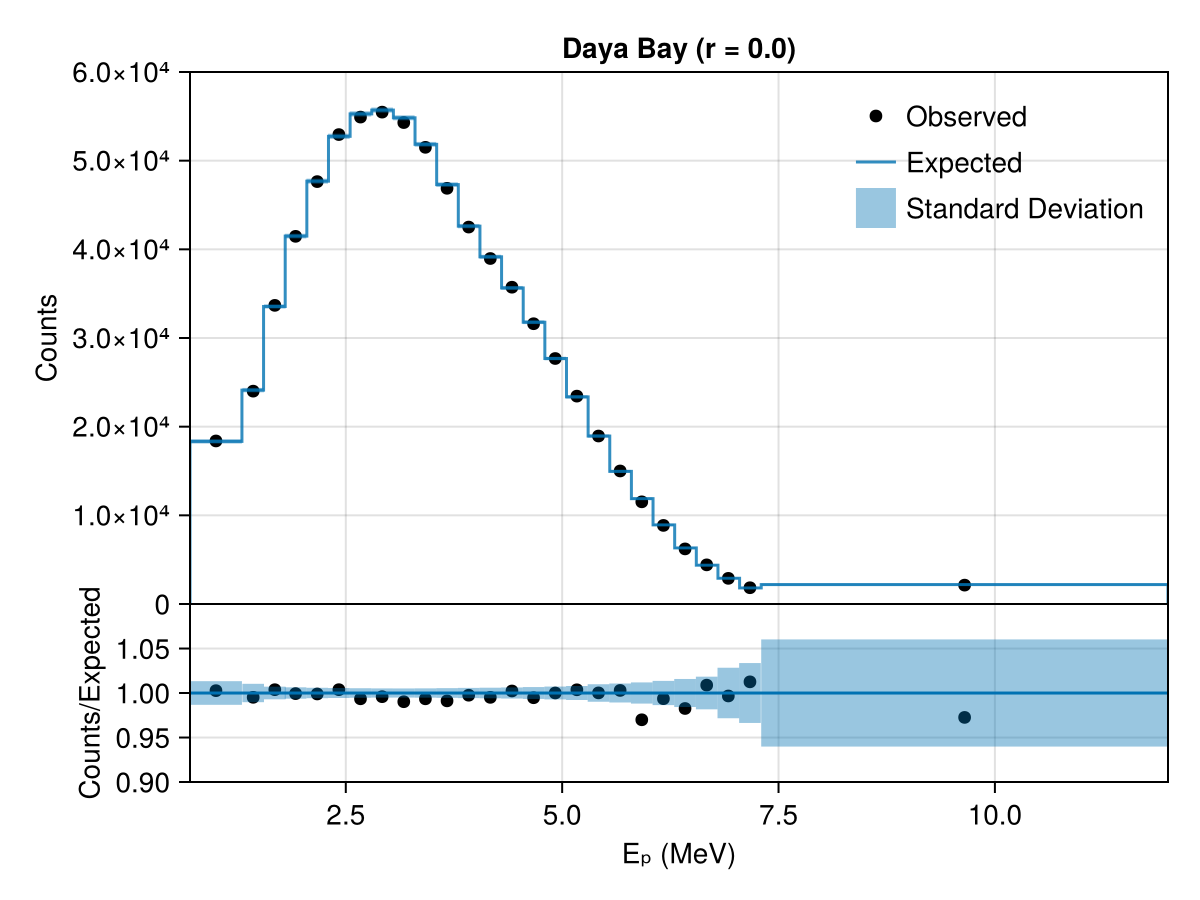 Daya Bay (r = 0.0)
6.0×10⁴
5.0×10⁴
4.0×10⁴
3.0×10⁴
2.0×10⁴
1.0×10⁴
0
Counts
Observed
Expected
Standard Deviation
1.05
1.00
0.95
0.90
Counts/Expected
2.5
5.0
7.5
10.0
Eₚ (MeV)